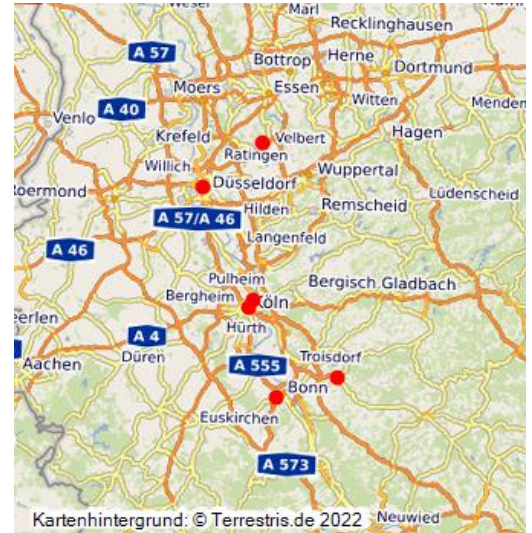 Wesel
Marl
Recklinghausen
A 57
Bottrop
Herne
Dortmund
Moers
Essen
A 40
Witten
Menden
Venlo
Krefeld
Velbert
Hagen
Willich
Ratingen
Roermond
Düsseldorf
Wuppertal
Lüdenscheid
A 57/A 46
Hilden
Remscheid
Langenfeld
A 46
Pulheim
Bergheim
Köln
Bergisch Gladbach
eerlen
Hürth
A 4
Düren
Aachen
A 555
Troisdorf
Bonn
Euskirchen
A 573
Kartenhintergrund: © Terrestris.de 2022
Neuwied